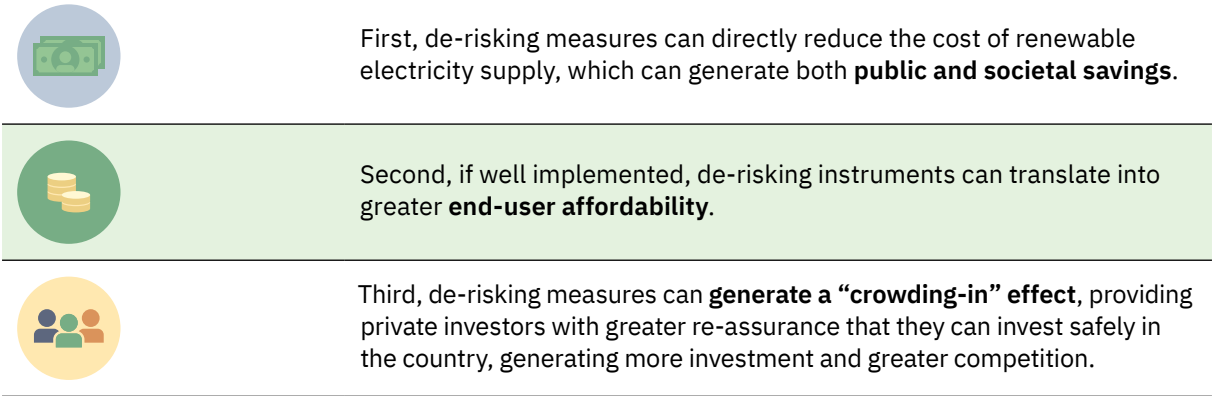 First, de-risking measures can directly reduce the cost of renewable
electricity supply, which can generate both public and societal savings.
Second, if well implemented, de-risking instruments can translate into
greater end-user affordability.
Third, de-risking measures can generate a “crowding-in” effect, providing
private investors with greater re-assurance that they can invest safely in
the country, generating more investment and greater competition.